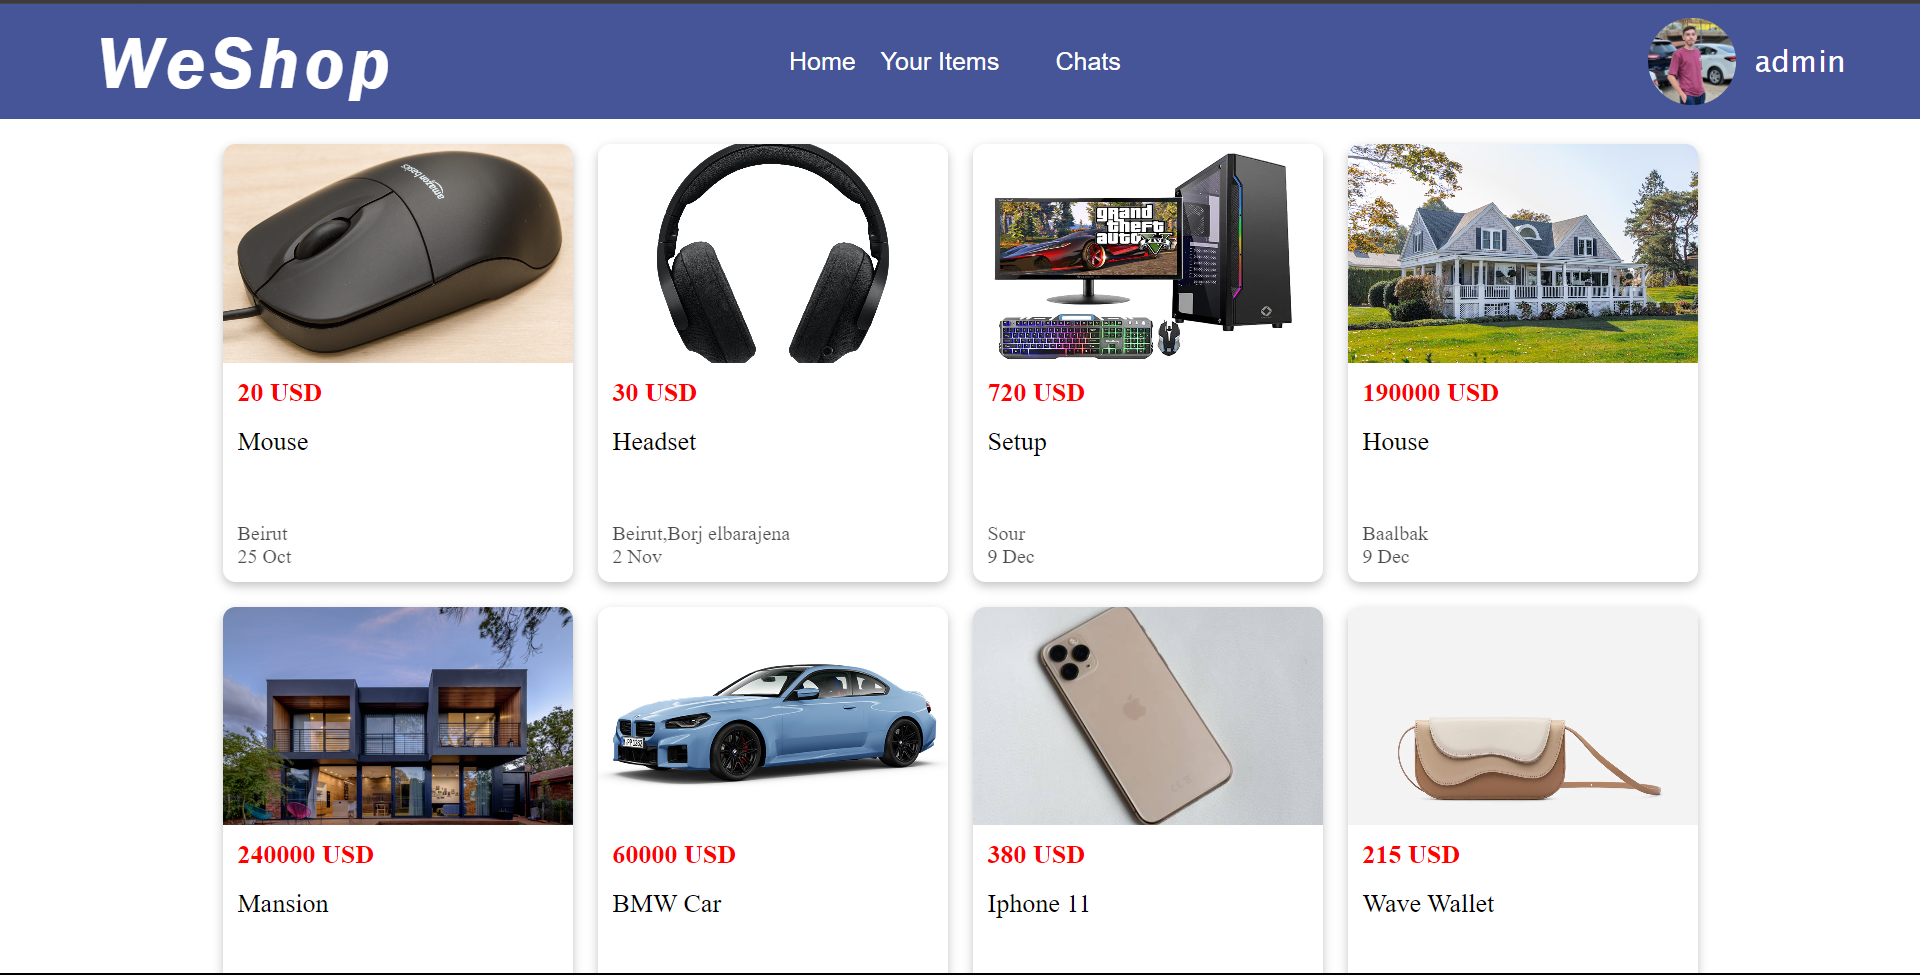 WeShop
Home Your Items Chats
admin
amazon basics
grand
theft
auto
20 USD
Mouse
Beirut
25 Oct
30 USD
Headset
Beirut,Borj elbarajena
2 Nov
720 USD
Setup
Sour
9 Dec
190000 USD
House
Baalbak
9 Dec
240000 USD
Mansion
60000 USD
BMW Car
380 USD
Iphone 11
215 USD
Wave Wallet